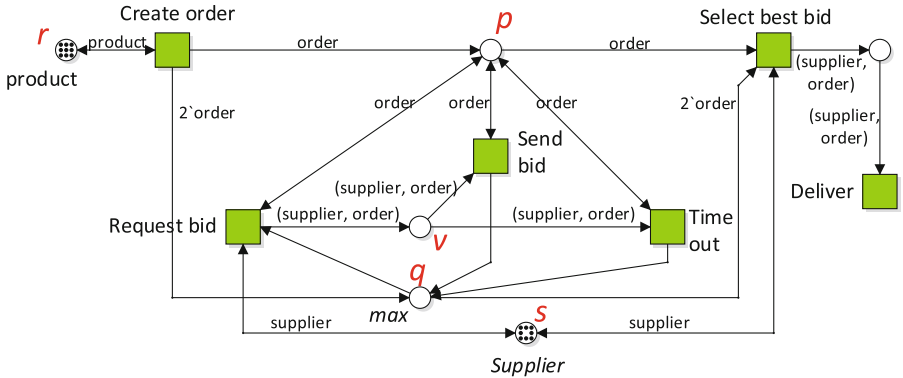 Create order
p
Select best bid
r
product
order
order
product
(supplier,
order)
order
order
order
2`order
2`order
(supplier,
order)
Send
bid
(supplier, order)
Deliver
Request bid
(supplier, order)
(supplier, order)
Time
out
v
q
max
s
supplier
supplier
Supplier